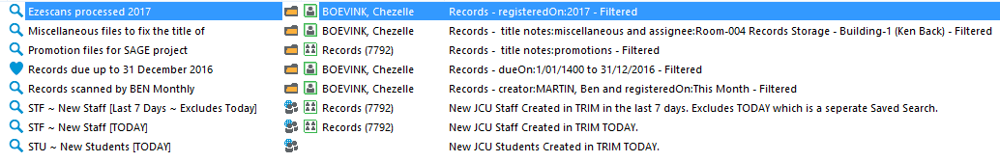 Ezescans processed 2017 BOEVINK, Chezelle Records - registeredOn:2017 - Filtered
Miscellaneous files to fix the title of BOEVINK, Chezelle Records - title notes:miscellaneous and assignee:Room-004 Records Storage - Building-1 (Ken Back) - Filtered
Promotion files for SAGE project Records (7792) Records - title notes:promotions - Filtered
Records due up to 31 December 2016 BOEVINK, Chezelle Records - dueOn:1/01/1400 to 31/12/2016 - Filtered
Records scanned by BEN Monthly BOEVINK, Chezelle Records - creator:MARTIN, Ben and registeredOn:This Month - Filtered
STF ~ New Staff [Last 7 Days ~ Excludes Today] Records (7792) New JCU Staff Created in TRIM in the last 7 days. Excludes TODAY which is a seperate Saved Search.
STF ~ New Staff [TODAY] Records (7792) New JCU Staff Created in TRIM TODAY.
STU ~ New Students [TODAY] New JCU Students Created in TRIM TODAY.